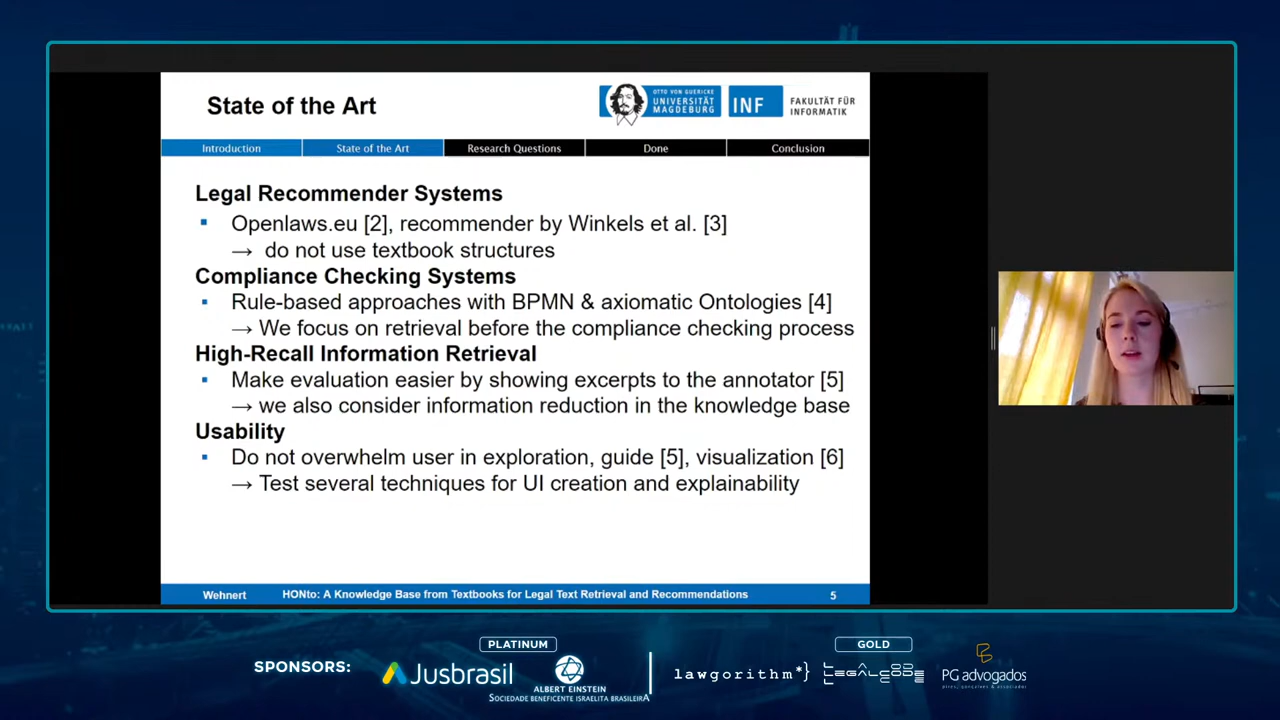 State of the Art
OTTO VON GUERICKE
UNIVERSITÄT
MAGDEBURG
INF
FAKULTÄT FÜR
INFORMATIK
Introduction
State of the Art
Research Questions
Done
Conclusion
Legal Recommender Systems
▪ Openlaws.eu [2], recommender by Winkels et al. [3]
→ do not use textbook structures
Compliance Checking Systems
▪ Rule-based approaches with BPMN & axiomatic Ontologies [4]
→ We focus on retrieval before the compliance checking process
High-Recall Information Retrieval
▪ Make evaluation easier by showing excerpts to the annotator [5]
→ we also consider information reduction in the knowledge base
Usability
▪ Do not overwhelm user in exploration, guide [5], visualization [6]
→ Test several techniques for UI creation and explainability
Wehnert
HONto: A Knowledge Base from Textbooks for Legal Text Retrieval and Recommendations
5
PLATINUM
GOLD
SPONSORS:
Jusbrasil
ALBERT EINSTEIN
SOCIEDADE BENEFICENTE ISRAELITA BRASILEIRA
lawgorithm*}
LEGALCODE
PG advogados